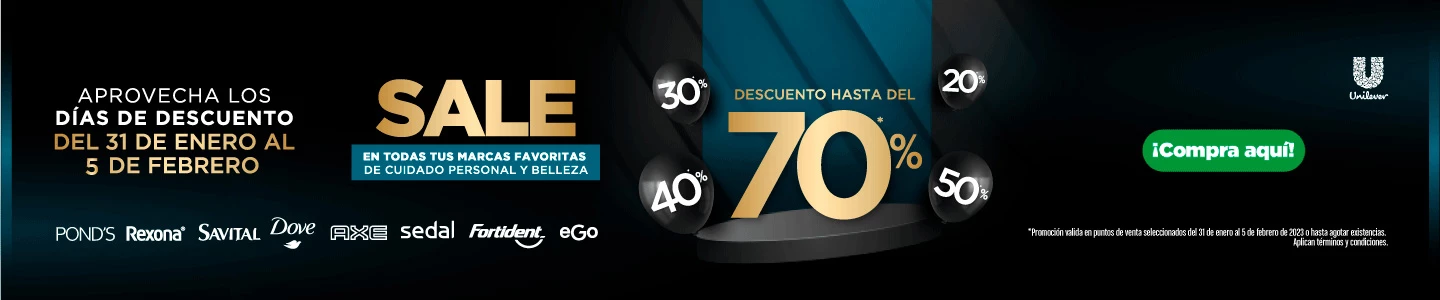 APROVECHA LOS
DÍAS DE DESCUENTO
DEL 31 DE ENERO AL
5 DE FEBRERO
SALE
EN TODAS TUS MARCAS FAVORITAS
DE CUIDADO PERSONAL Y BELLEZA
POND'S Rexona® SAVITAL Dove AXE sedal Fortident eGo
30*%
40*%
DESCUENTO HASTA DEL
70*%
20*%
50*%
Unilever
¡Compra aquí!
*Promoción valida en puntos de venta seleccionados del 31 de enero al 5 de febrero de 2023 o hasta agotar existencias.
Aplican términos y condiciones.